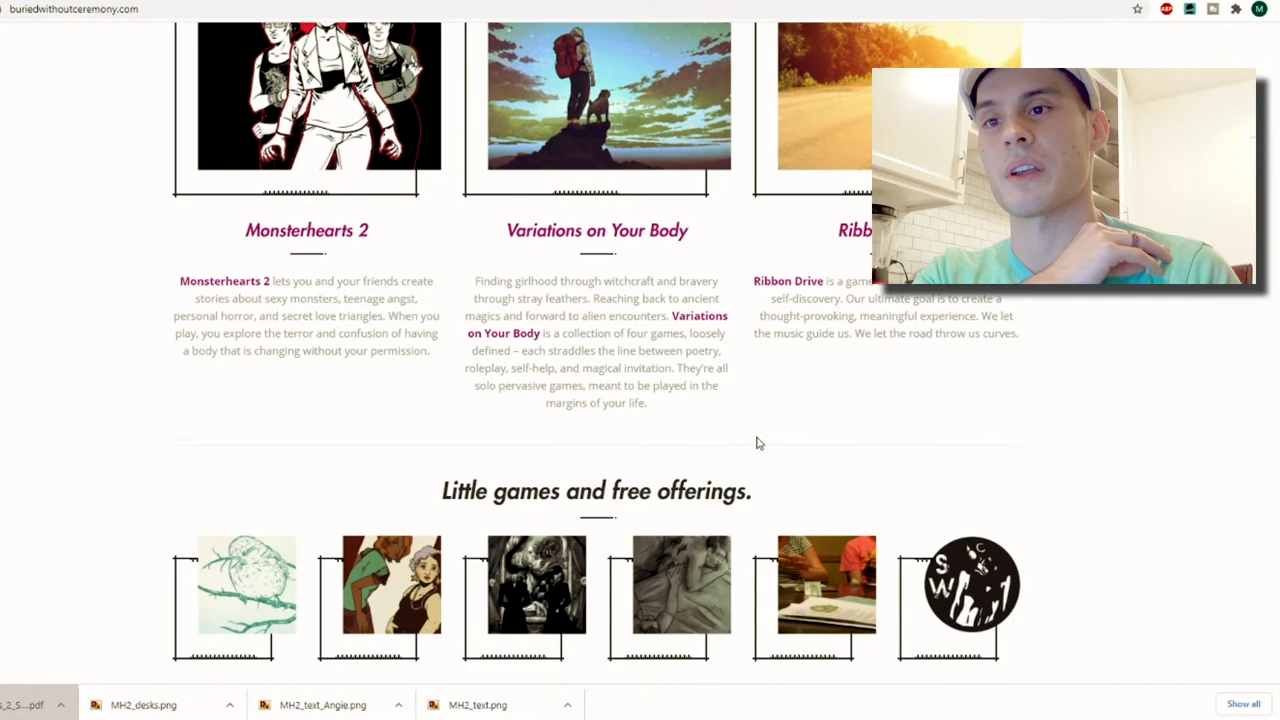 buriedwithoutceremony.com
ABP
M
Monsterhearts 2
Variations on Your Body
Ribb
Monsterhearts 2 lets you and your friends create
stories about sexy monsters, teenage angst,
personal horror, and secret love triangles. When you
play, you explore the terror and confusion of having
a body that is changing without your permission.
Finding girlhood through witchcraft and bravery
through stray feathers. Reaching back to ancient
magics and forward to alien encounters. Variations
on Your Body is a collection of four games, loosely
defined – each straddles the line between poetry,
roleplay, self-help, and magical invitation. They're all
solo pervasive games, meant to be played in the
margins of your life.
Ribbon Drive is a game
self-discovery. Our ultimate goal is to create a
thought-provoking, meaningful experience. We let
the music guide us. We let the road throw us curves.
Little games and free offerings.
S C
W
s_2_S....pdf
MH2_desks.png
MH2_text_Angie.png
MH2_text.png
Show all